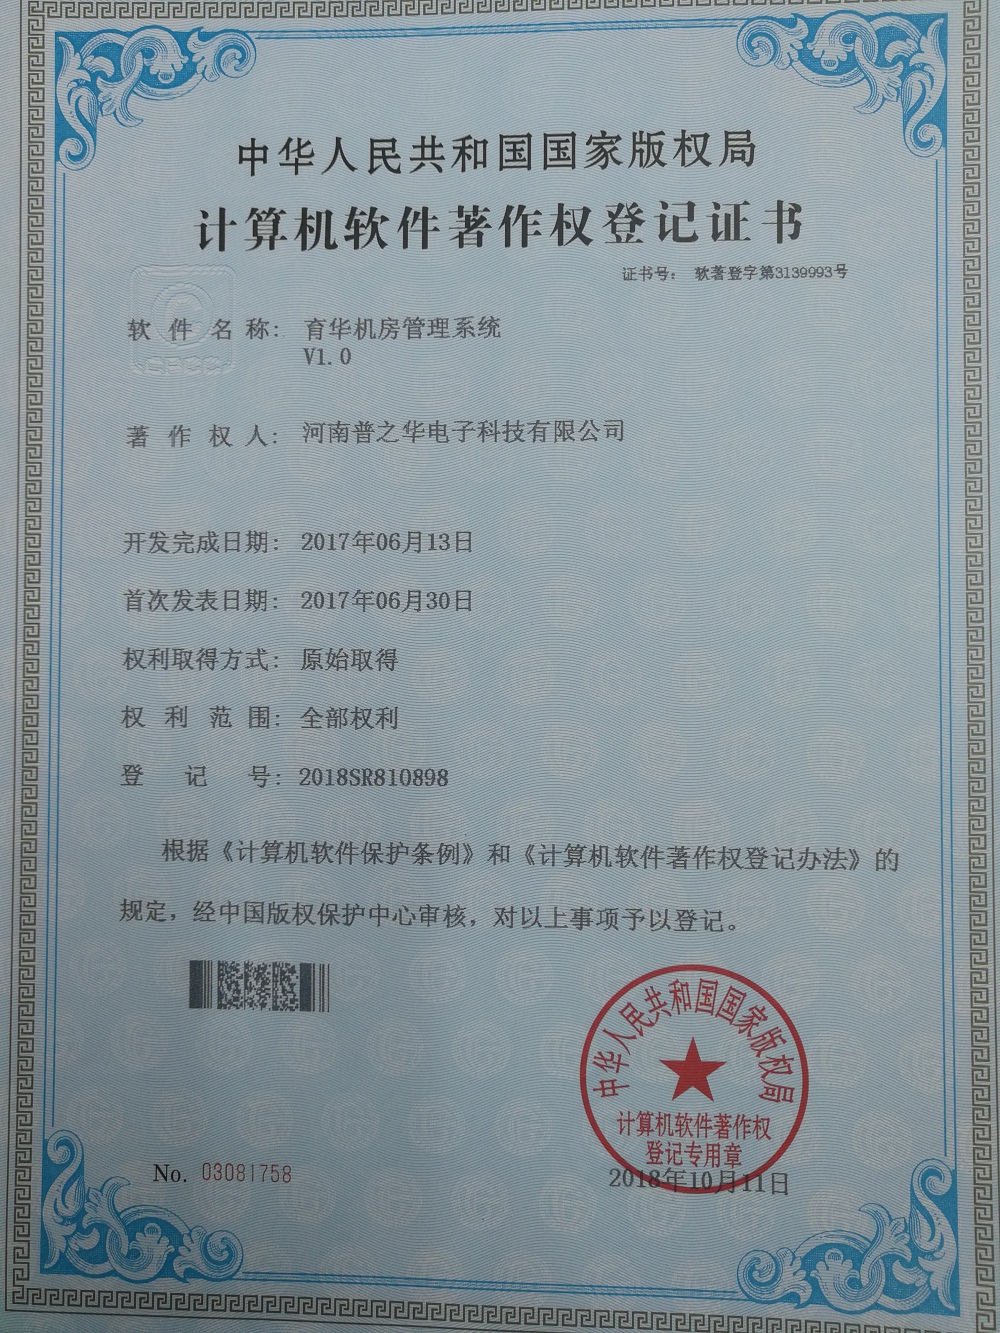 中华人民共和国国家版权局
计算机软件著作权登记证书
证书号： 软著登字第3139993号
软件名称： 育华机房管理系统
V1.0
著作权人： 河南普之华电子科技有限公司
开发完成日期： 2017年06月13日
首次发表日期： 2017年06月30日
权利取得方式： 原始取得
权利范围： 全部权利
登记号： 2018SR810898
根据《计算机软件保护条例》和《计算机软件著作权登记办法》的
规定，经中国版权保护中心审核，对以上事项予以登记。
中华人民共和国国家版权局
计算机软件著作权
登记专用章
No. 03081758
2018年10月11日